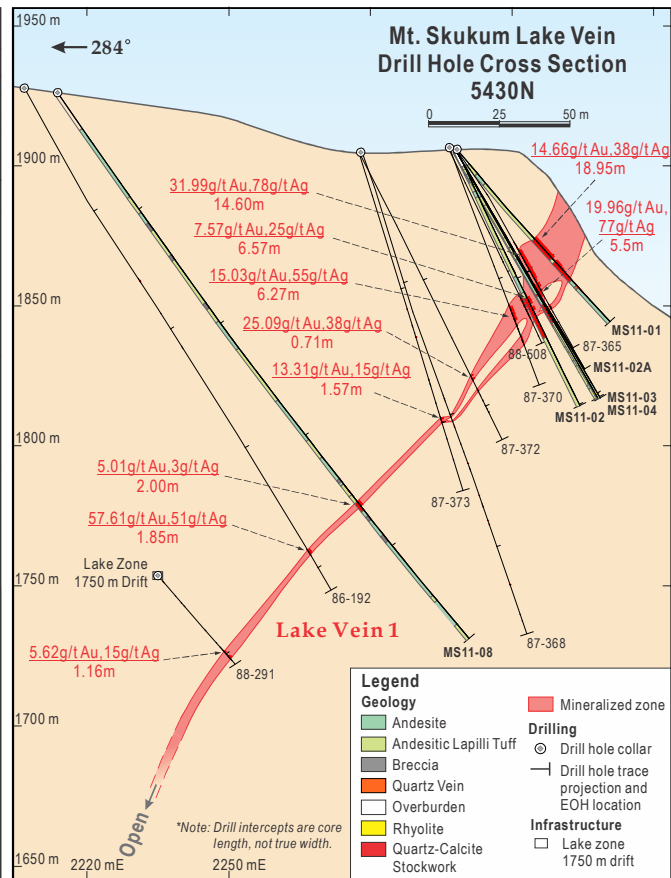 1950 m
284°
Mt. Skukum Lake Vein
Drill Hole Cross Section
5430N
0 25 50 m
1900 m
14.66g/t Au,38g/t Ag
18.95m
31.99g/t Au,78g/t Ag
14.60m
19.96g/t Au,
77g/t Ag
5.5m
7.57g/t Au,25g/t Ag
6.57m
15.03g/t Au,55g/t Ag
6.27m
1850 m
25.09g/t Au,38g/t Ag
0.71m
13.31g/t Au,15g/t Ag
1.57m
MS11-01
87-365
88-508
MS11-02A
87-370
MS11-03
MS11-04
MS11-02
1800 m
87-372
5.01g/t Au,3g/t Ag
2.00m
87-373
57.61g/t Au,51g/t Ag
1.85m
Lake Zone
1750 m Drift
1750 m
86-192
Lake Vein 1
87-368
MS11-08
5.62g/t Au,15g/t Ag
1.16m
88-291
1700 m
Open
*Note: Drill intercepts are core
length, not true width.
1650 m
2220 mE
2250 mE
Legend
Geology
Andesite
Andesitic Lapilli Tuff
Breccia
Quartz Vein
Overburden
Rhyolite
Quartz-Calcite
Stockwork
Mineralized zone
Drilling
Drill hole collar
Drill hole trace
projection and
EOH location
Infrastructure
Lake zone
1750 m drift